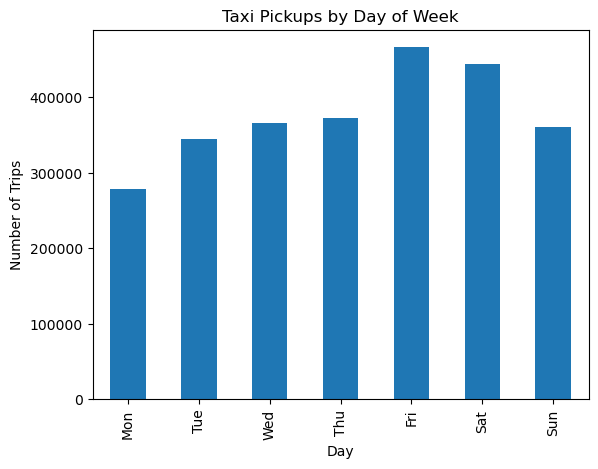 Taxi Pickups by Day of Week
Number of Trips
400000
300000
200000
100000
0
Mon
Tue
Wed
Thu
Fri
Sat
Sun
Day